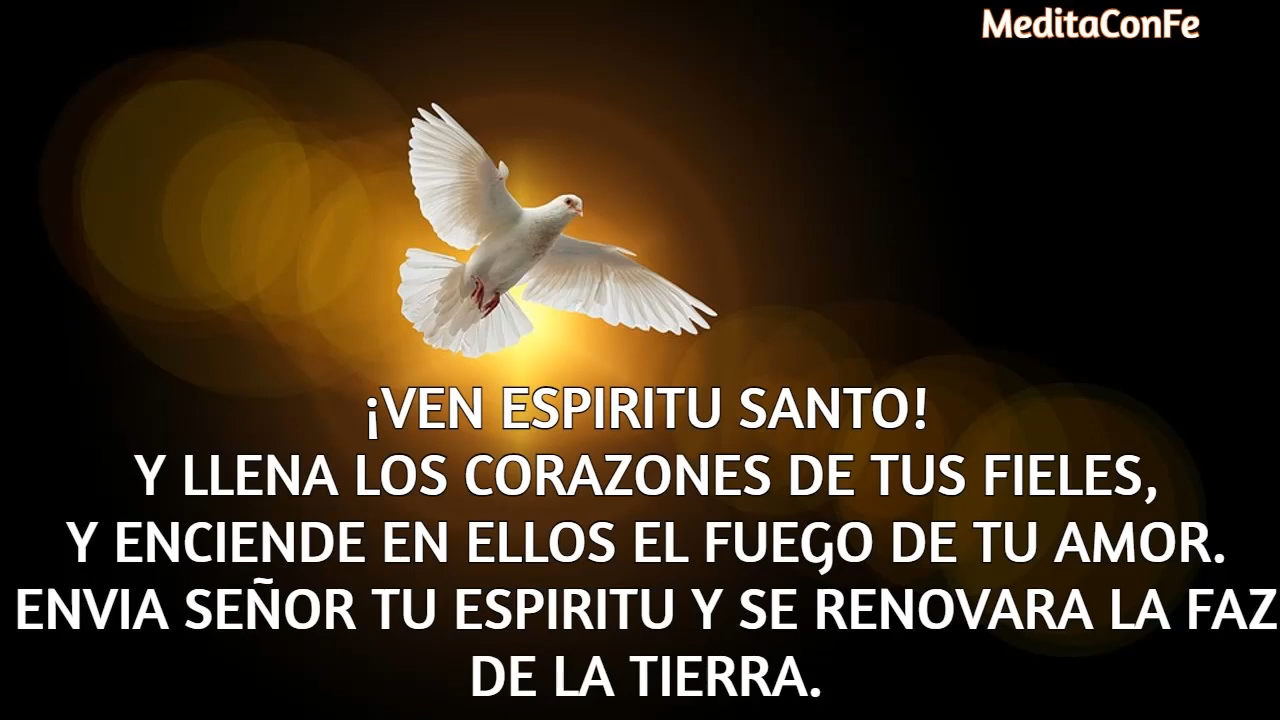 MeditaConFe
¡VEN ESPIRITU SANTO!
Y LLENA LOS CORAZONES DE TUS FIELES,
Y ENCIENDE EN ELLOS EL FUEGO DE TU AMOR.
ENVIA SEÑOR TU ESPIRITU Y SE RENOVARA LA FAZ
DE LA TIERRA.